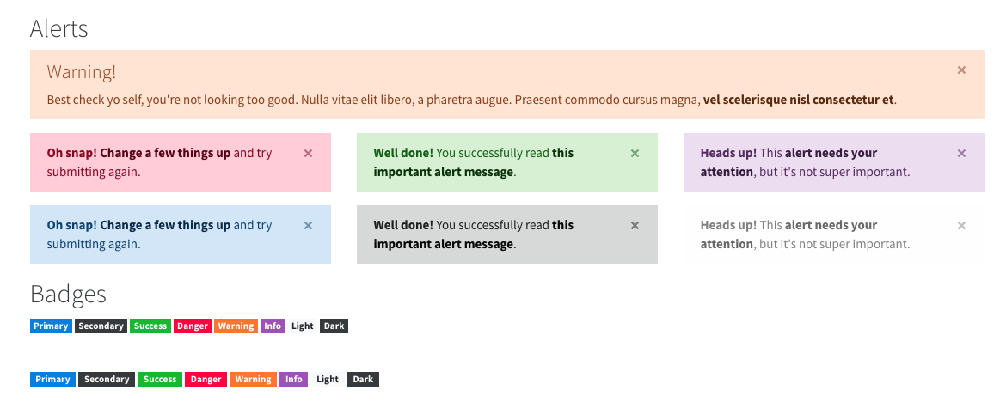 Alerts
Warning!
×
Best check yo self, you're not looking too good. Nulla vitae elit libero, a pharetra augue. Praesent commodo cursus magna, vel scelerisque nisl consectetur et.
Oh snap! Change a few things up and try
submitting again.
×
Well done! You successfully read this
important alert message.
×
Heads up! This alert needs your
attention, but it's not super important.
×
Oh snap! Change a few things up and try
submitting again.
×
Well done! You successfully read this
important alert message.
×
Heads up! This alert needs your
attention, but it's not super important.
×
Badges
Primary Secondary Success Danger Warning Info Light Dark
Primary Secondary Success Danger Warning Info Light Dark